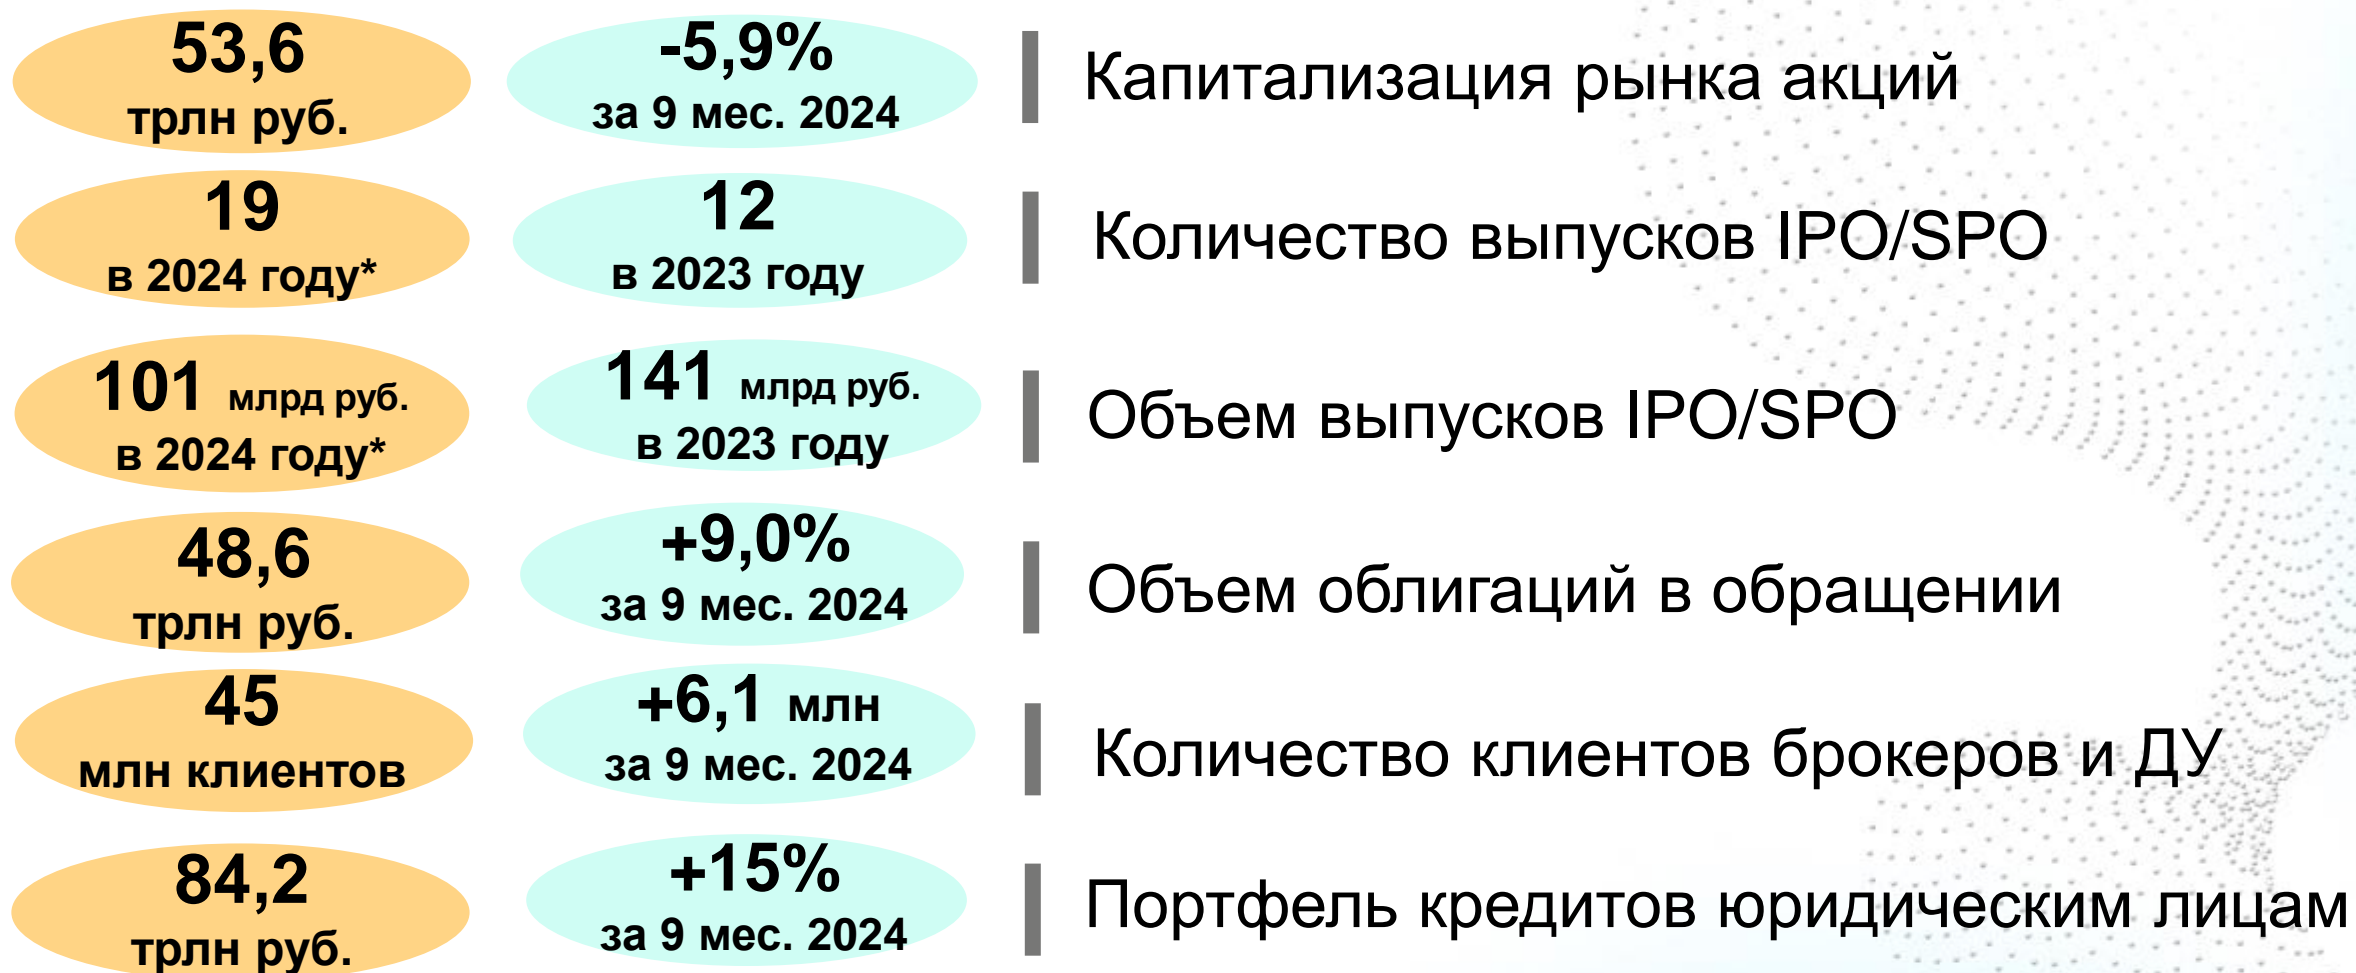 53,6
трлн руб.
-5,9%
за 9 мес. 2024
Капитализация рынка акций
19
в 2024 году*
12
в 2023 году
Количество выпусков IPO/SPO
101 млрд руб.
в 2024 году*
141 млрд руб.
в 2023 году
Объем выпусков IPO/SPO
48,6
трлн руб.
+9,0%
за 9 мес. 2024
Объем облигаций в обращении
45
млн клиентов
+6,1 млн
за 9 мес. 2024
Количество клиентов брокеров и ДУ
84,2
трлн руб.
+15%
за 9 мес. 2024
Портфель кредитов юридическим лицам